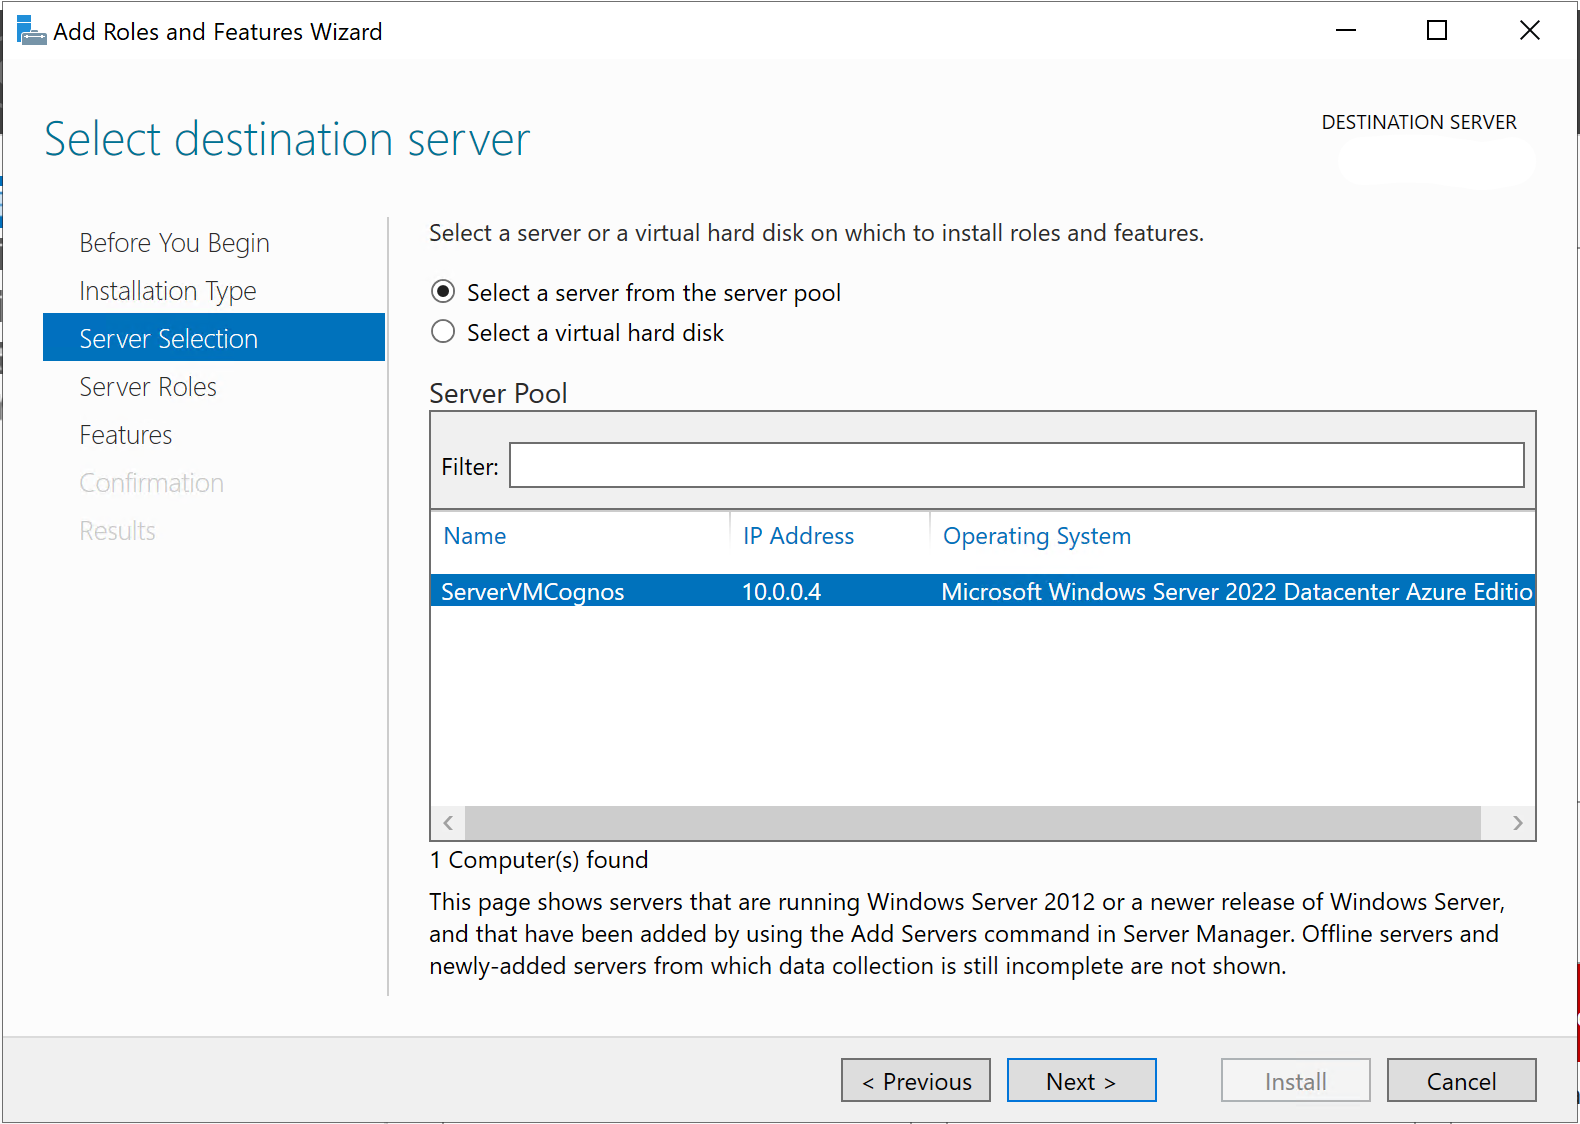 Add Roles and Features Wizard
Select destination server
DESTINATION SERVER
Before You Begin
Installation Type
Server Selection
Server Roles
Features
Confirmation
Results
Select a server or a virtual hard disk on which to install roles and features.
Select a server from the server pool
Select a virtual hard disk
Server Pool
Filter:
Name IP Address Operating System
ServerVMCognos 10.0.0.4 Microsoft Windows Server 2022 Datacenter Azure Editio
1 Computer(s) found
This page shows servers that are running Windows Server 2012 or a newer release of Windows Server,
and that have been added by using the Add Servers command in Server Manager. Offline servers and
newly-added servers from which data collection is still incomplete are not shown.
< Previous Next > Install Cancel